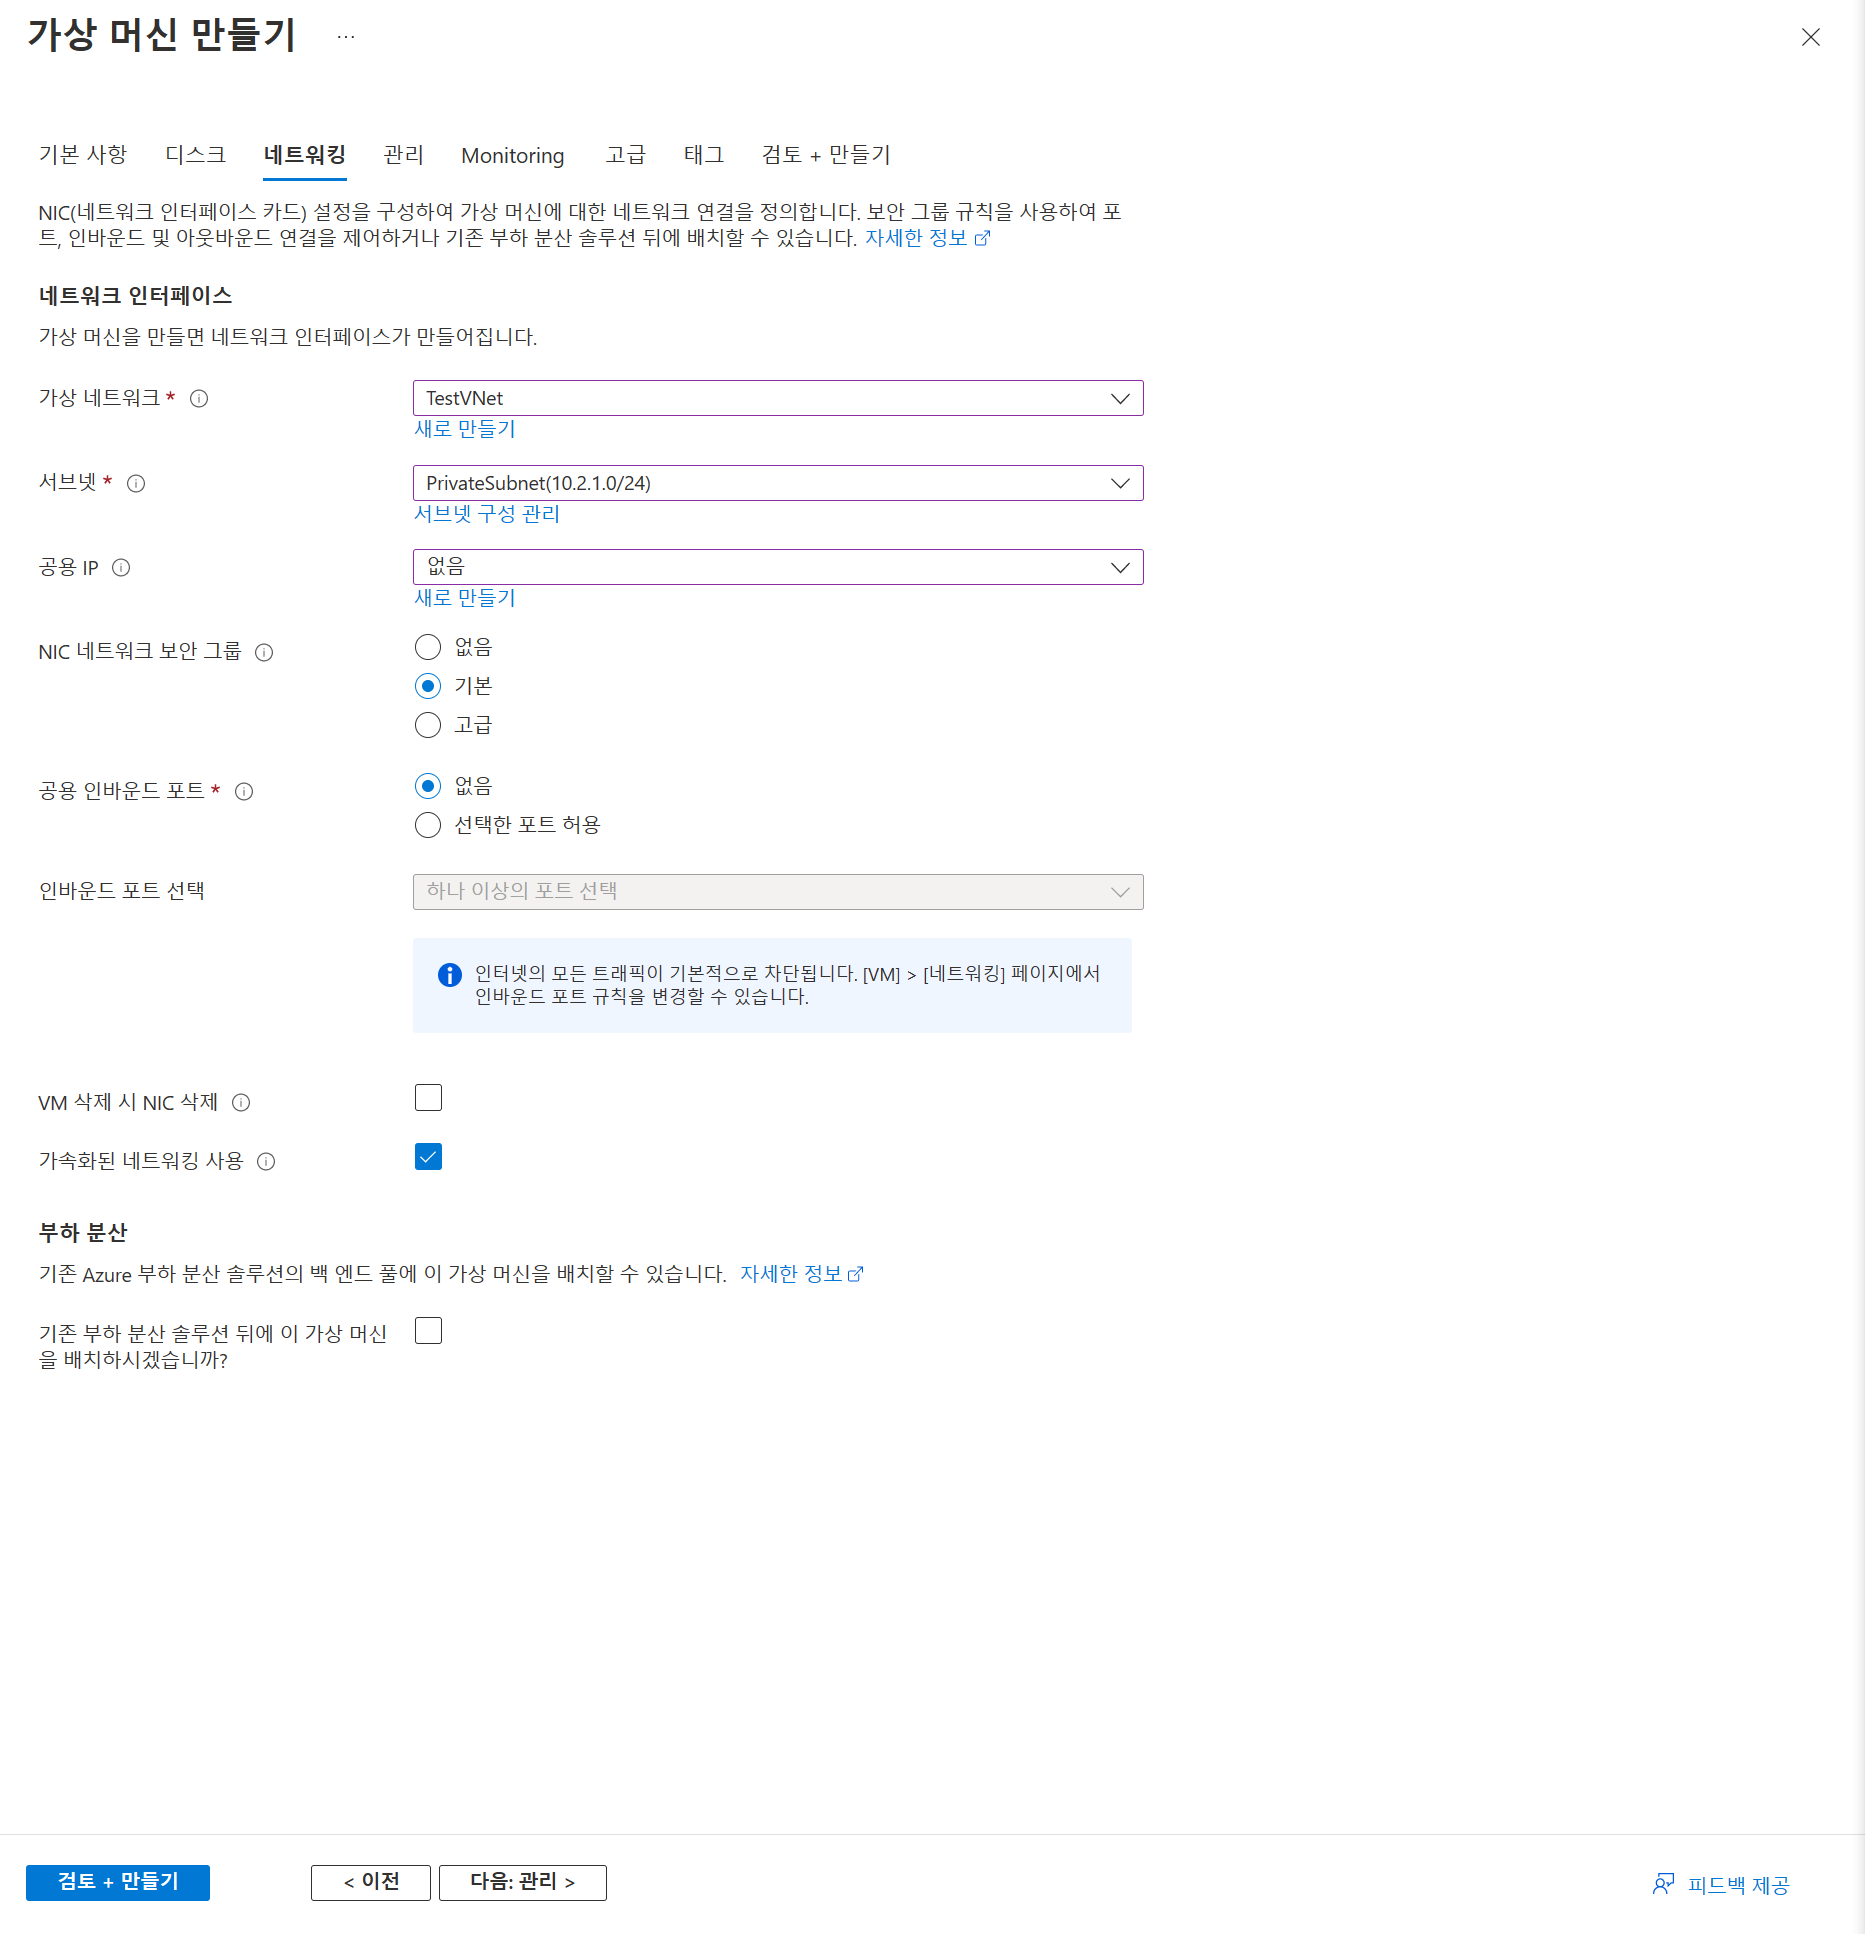 가상 머신 만들기 ...
기본 사항 디스크 네트워킹 관리 Monitoring 고급 태그 검토 + 만들기
NIC(네트워크 인터페이스 카드) 설정을 구성하여 가상 머신에 대한 네트워크 연결을 정의합니다. 보안 그룹 규칙을 사용하여 포
트, 인바운드 및 아웃바운드 연결을 제어하거나 기존 부하 분산 솔루션 뒤에 배치할 수 있습니다. 자세한 정보
네트워크 인터페이스
가상 머신을 만들면 네트워크 인터페이스가 만들어집니다.
가상 네트워크 * TestVNet
새로 만들기
서브넷 * PrivateSubnet(10.2.1.0/24)
서브넷 구성 관리
공용 IP 없음
새로 만들기
NIC 네트워크 보안 그룹 없음
기본
고급
공용 인바운드 포트 * 없음
선택한 포트 허용
인바운드 포트 선택 하나 이상의 포트 선택
인터넷의 모든 트래픽이 기본적으로 차단됩니다. [VM] > [네트워킹] 페이지에서
인바운드 포트 규칙을 변경할 수 있습니다.
VM 삭제 시 NIC 삭제
가속화된 네트워킹 사용
부하 분산
기존 Azure 부하 분산 솔루션의 백 엔드 풀에 이 가상 머신을 배치할 수 있습니다. 자세한 정보
기존 부하 분산 솔루션 뒤에 이 가상 머신
을 배치하시겠습니까?
검토 + 만들기 < 이전 다음: 관리 > 피드백 제공